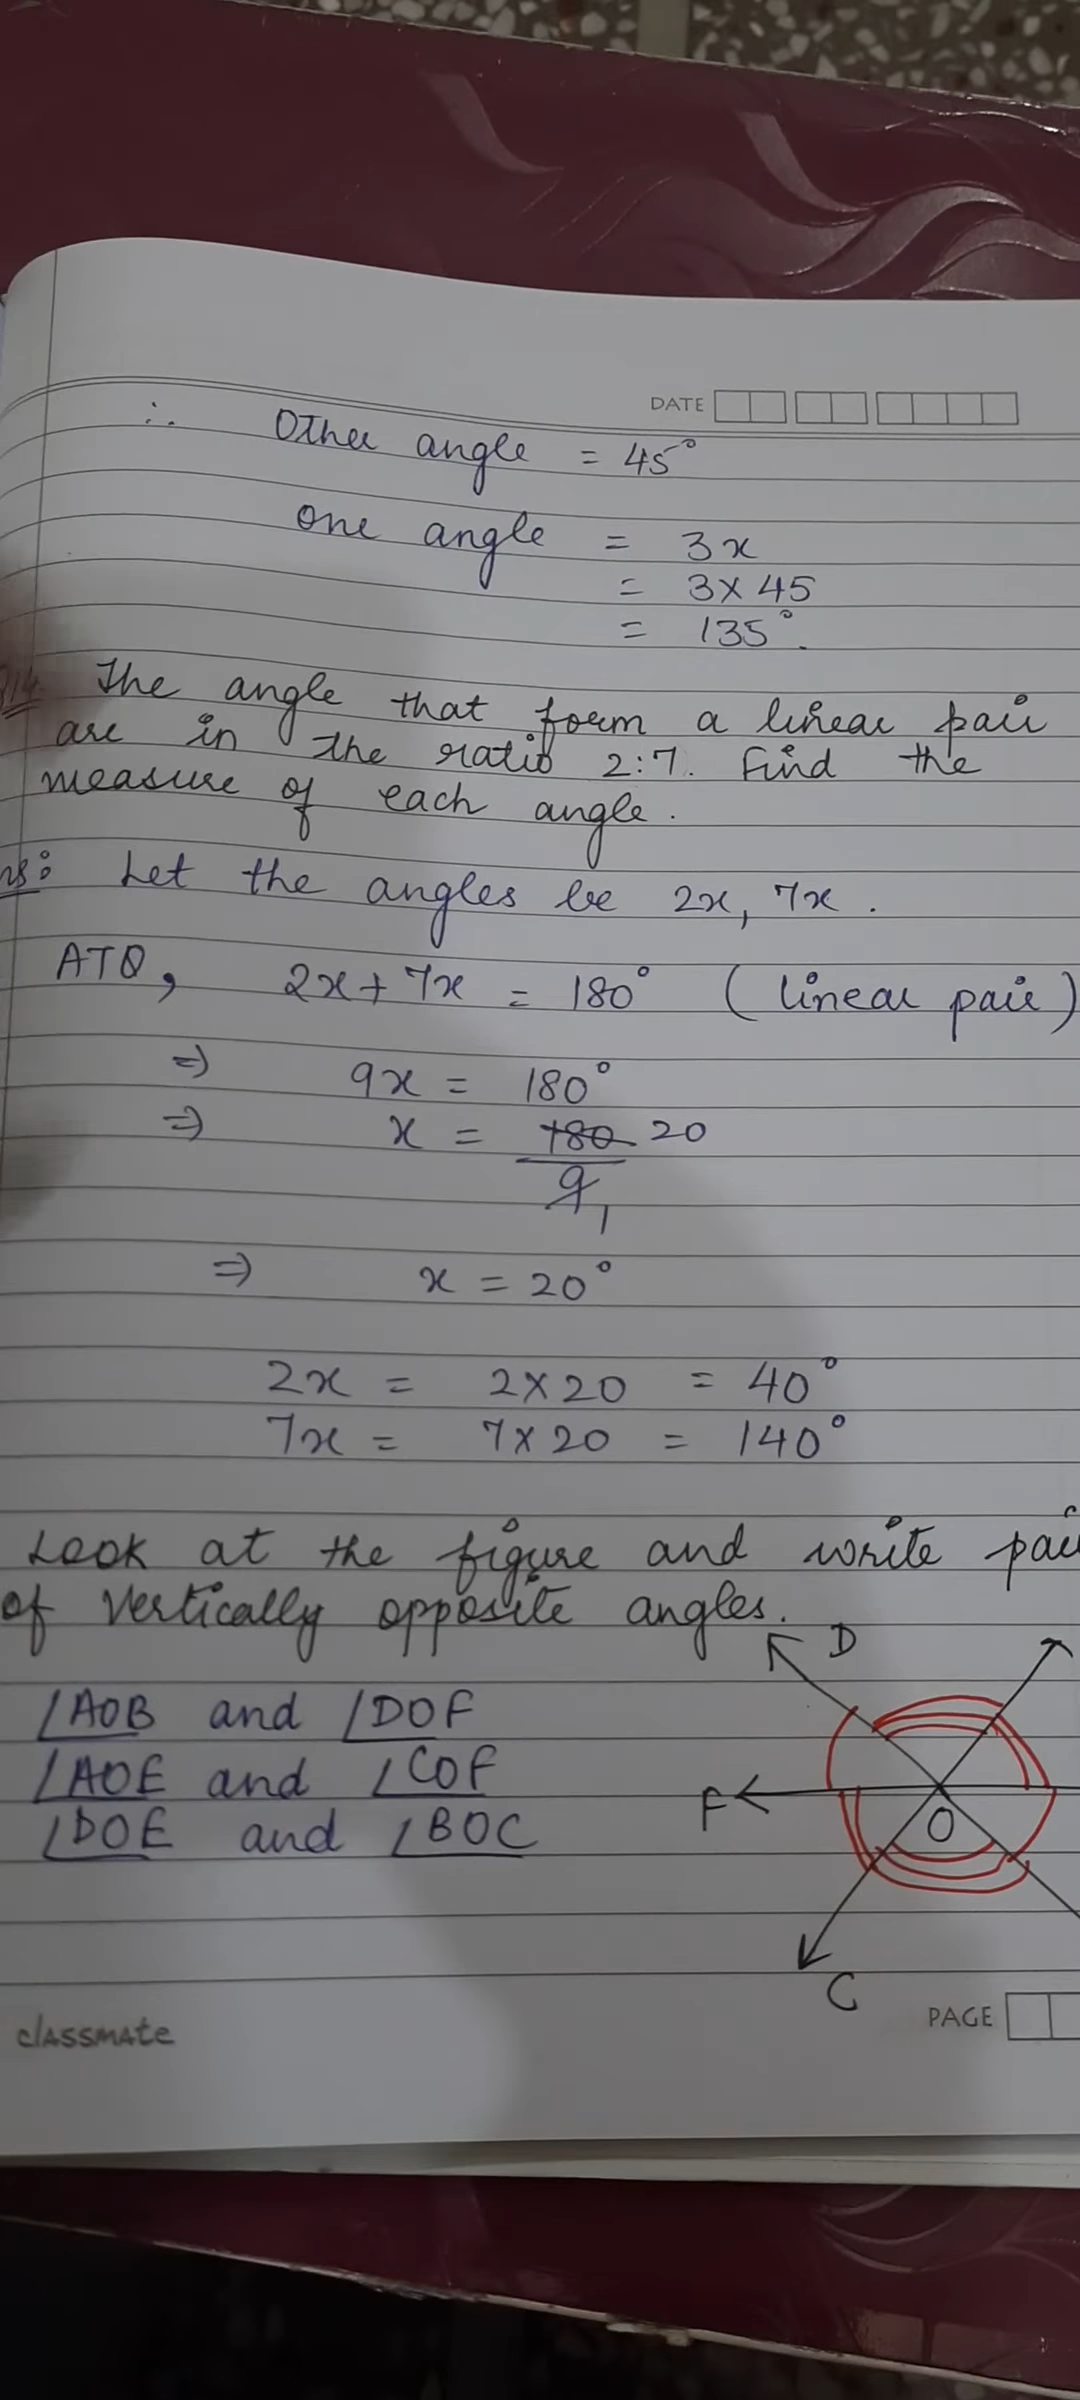 DATE
∴ Other angle = 45°
one angle = 3x
= 3×45
= 135°.
14. The angle that form a linear pair
are in the ratio 2:7. Find the
measure of each angle.
ns: Let the angles be 2x, 7x.
ATQ, 2x + 7x = 180° (linear pair)
⇒ 9x = 180°
⇒ x = 180 20
9 1
⇒ x = 20°
2x = 2×20 = 40°
7x = 7×20 = 140°
Look at the figure and write pai
of vertically opposite angles.
D
∠AOB and ∠DOF
∠AOE and ∠COF
F
∠DOE and ∠BOC
O
C
PAGE
classmate